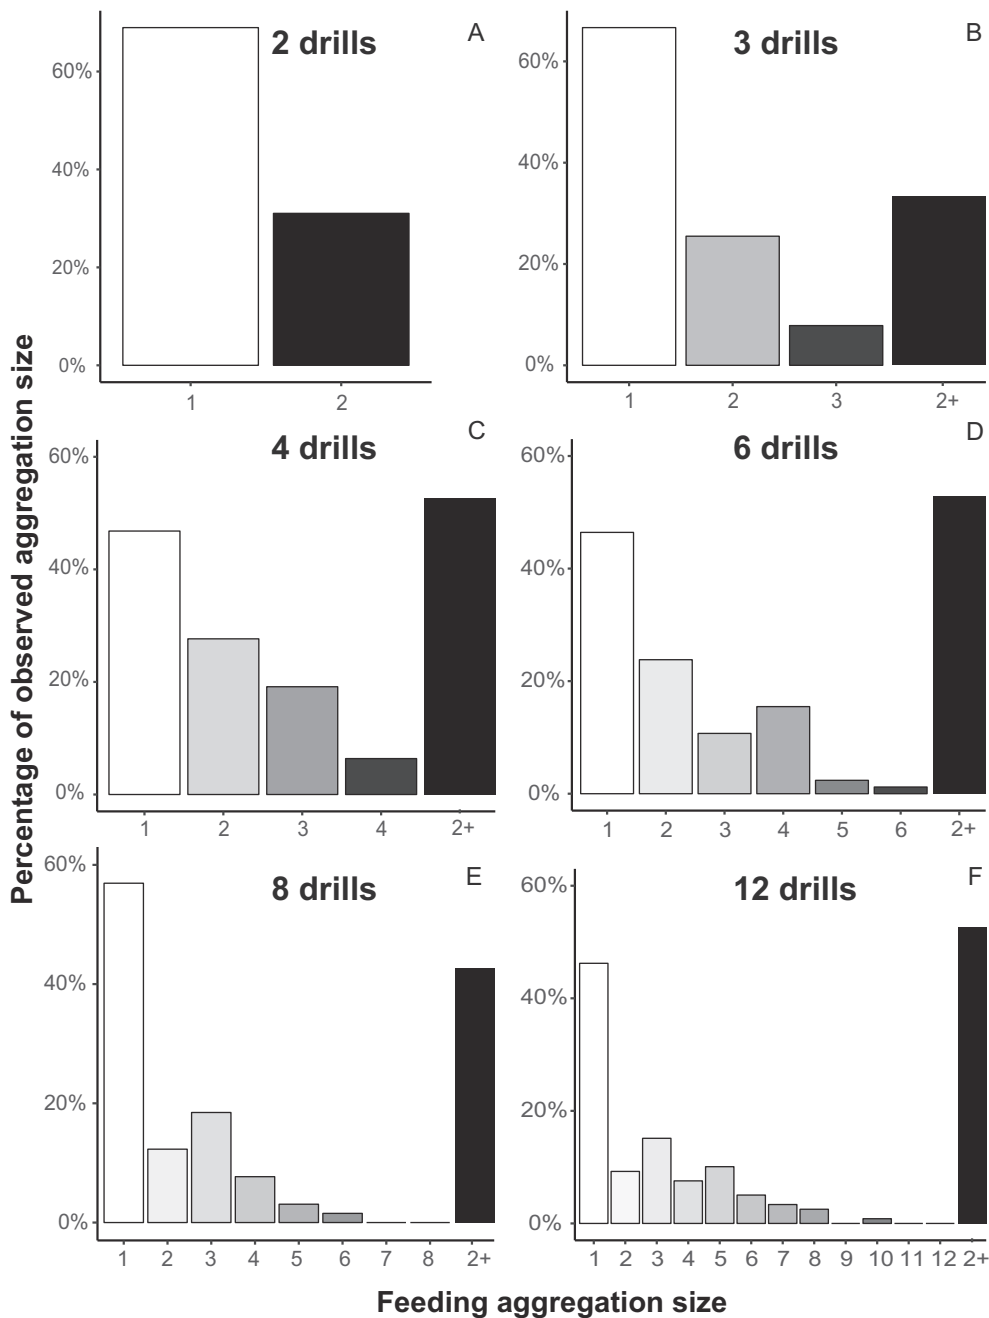 A
2 drills
60%
40%
20%
0%
1 2
B
3 drills
60%
40%
20%
0%
1 2 3 2+
C
4 drills
60%
40%
20%
0%
1 2 3 4 2+
D
6 drills
60%
40%
20%
0%
1 2 3 4 5 6 2+
E
8 drills
60%
40%
20%
0%
1 2 3 4 5 6 7 8 2+
F
12 drills
60%
40%
20%
0%
1 2 3 4 5 6 7 8 9 10 11 12 2+
Percentage of observed aggregation size
Feeding aggregation size